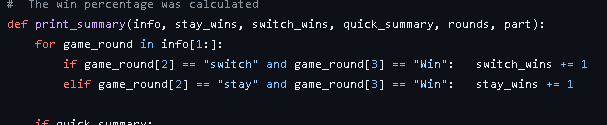 #  The win percentage was calculated
def print_summary(info, stay_wins, switch_wins, quick_summary, rounds, part):
    for game_round in info[1:]:
        if game_round[2] == "switch" and game_round[3] == "Win":   switch_wins += 1
        elif game_round[2] == "stay" and game_round[3] == "Win":   stay_wins += 1
    if quick_summary: